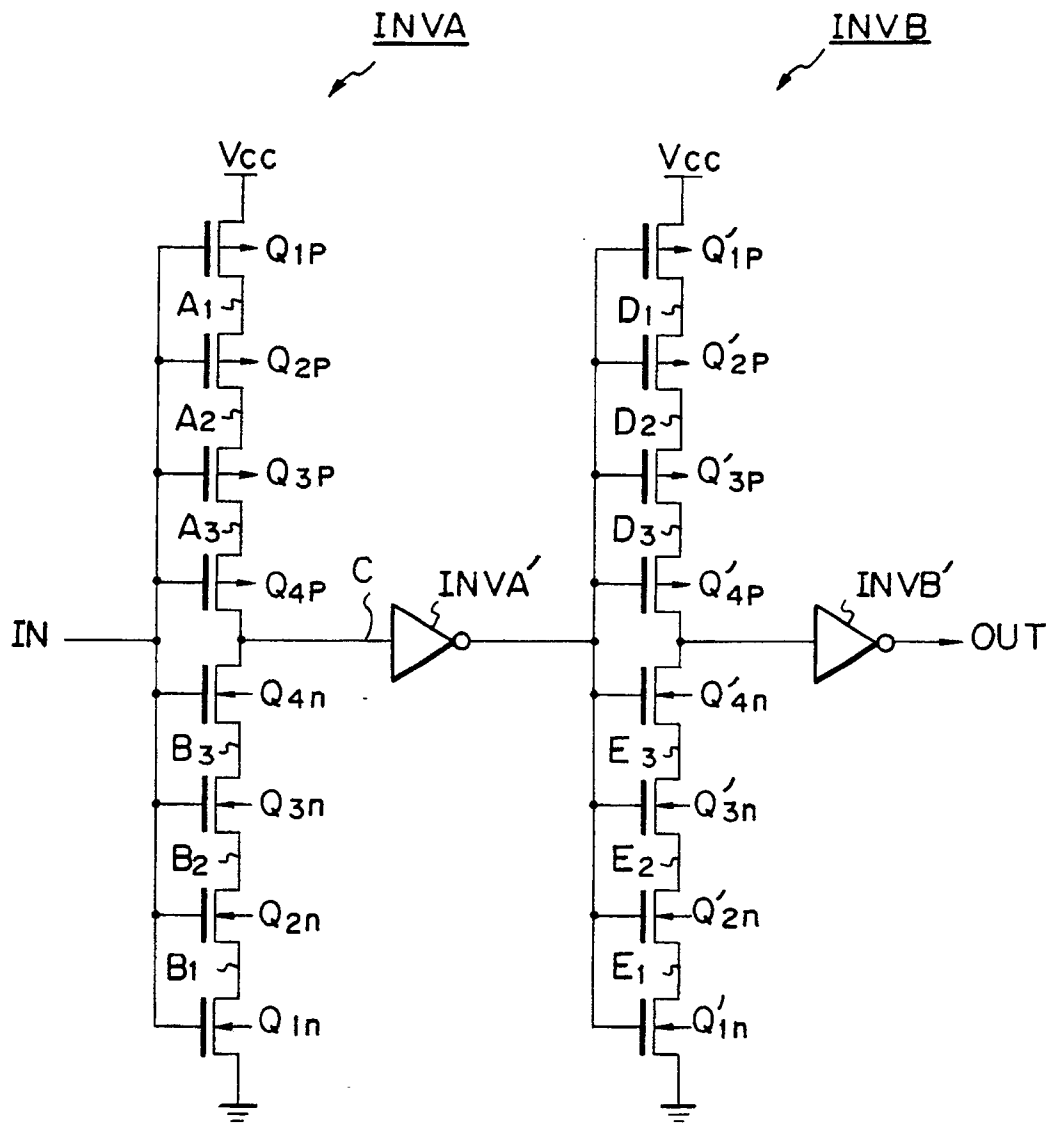 INVA
INVB
Vcc
Vcc
Q1P
Q'1P
A1
D1
Q2P
Q'2P
A2
D2
Q3P
Q'3P
A3
D3
Q4P
C
INVA'
Q'4P
INVB'
IN
OUT
Q4n
Q'4n
B3
E3
Q3n
Q'3n
B2
E2
Q2n
Q'2n
B1
E1
Q1n
Q'1n